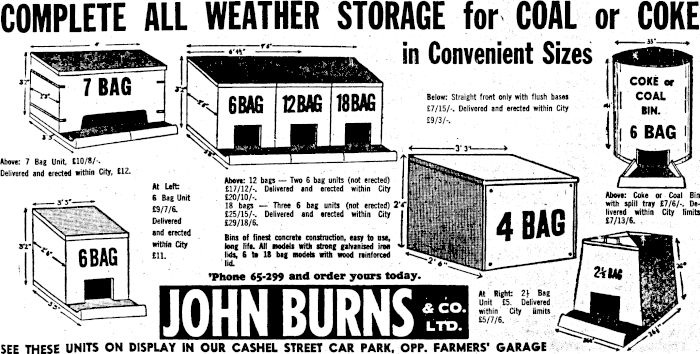 COMPLETE ALL WEATHER STORAGE for COAL or COKE
in Convenient Sizes
7 BAG
Above: 7 Bag Unit, £10/8/-.
Delivered and erected within City, £12.
6 BAG 12 BAG 18 BAG
Above: 12 bags — Two 6 bag units (not erected)
£17/12/-. Delivered and erected within City
£20/10/-.
18 bags — Three 6 bag units (not erected)
£25/15/-. Delivered and erected within City
£29/18/6.
Bins of finest concrete construction, easy to use,
long life. All models with strong galvanised iron
lids, 6 to 18 bag models with wood reinforced
lid.
Below: Straight front only with flush bases
£7/15/-. Delivered and erected within City
£9/3/-.
COKE or
COAL
BIN.
6 BAG
Above: Coke or Coal Bin
with spill tray £7/6/-. De-
livered within City limits
£7/13/6.
At Left:
6 Bag
Unit
£9/7/6.
Delivered
and
erected
within
City
£11.
6 BAG
3' 3"
2' 6"
4 BAG
At Right: 2½ Bag
Unit £5. Delivered
within City limits
£5/7/6.
2½ BAG
'Phone 65-299 and order yours today.
JOHN BURNS & CO. LTD.
SEE THESE UNITS ON DISPLAY IN OUR CASHEL STREET CAR PARK, OPP. FARMERS' GARAGE